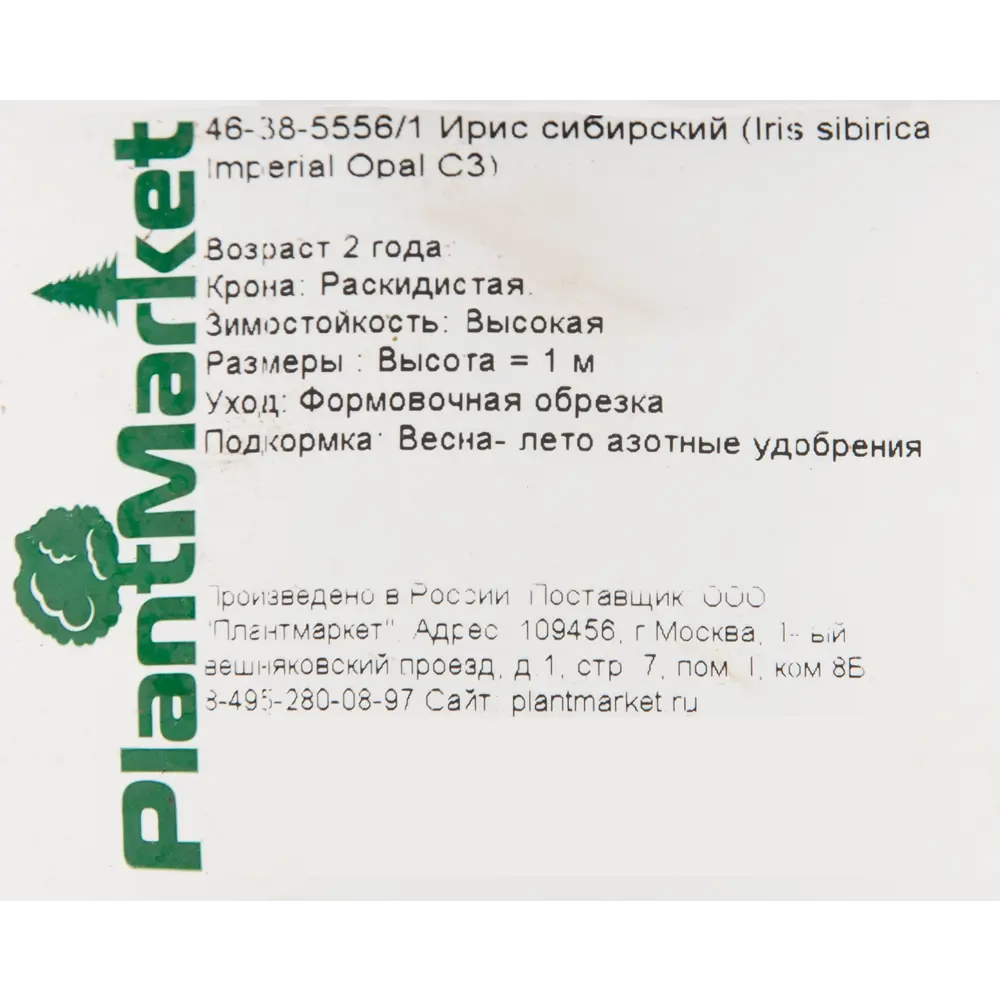 PlantMarket
46-38-5556/1 Ирис сибирский (Iris sibirica
Imperial Opal C3)
Возраст 2 года.
Крона: Раскидистая.
Зимостойкость: Высокая
Размеры : Высота = 1 м
Уход: Формовочная обрезка
Подкормка: Весна- лето азотные удобрения
Произведено в России Поставщик: ООО
"Плантмаркет". Адрес: 109456, г.Москва, 1- ый
вешняковский проезд, д.1, стр. 7, пом. I, ком 8Б
8-495-280-08-97 Сайт: plantmarket.ru